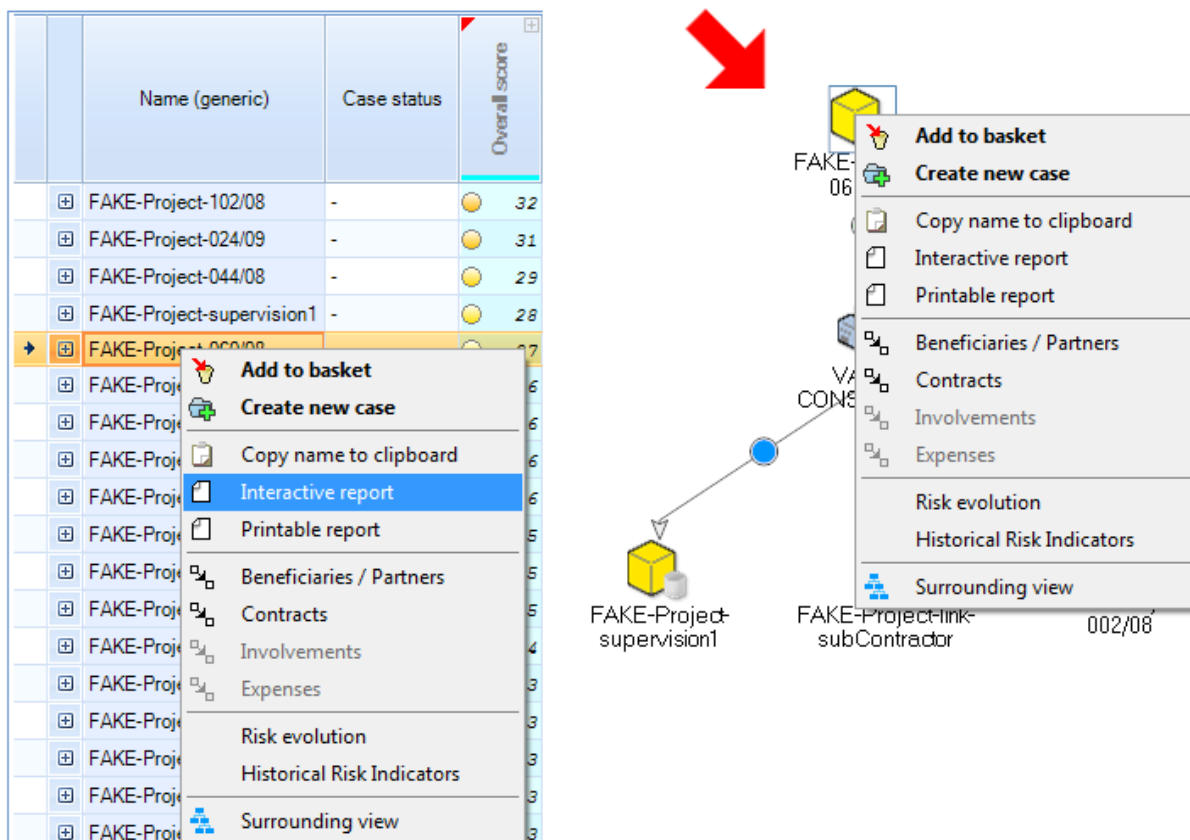 Name (generic)
Case status
Overall score
FAKE-Project-102/08 - 32
FAKE-Project-024/09 - 31
FAKE-Project-044/08 - 29
FAKE-Project-supervision1 - 28
Add to basket
Create new case
Copy name to clipboard
Interactive report
Printable report
Beneficiaries / Partners
Contracts
Involvements
Expenses
Risk evolution
Historical Risk Indicators
Surrounding view
Add to basket
Create new case
Copy name to clipboard
Interactive report
Printable report
Beneficiaries / Partners
Contracts
Involvements
Expenses
Risk evolution
Historical Risk Indicators
Surrounding view
FAKE-Project-
supervision1
FAKE-Project-link-
subContractor
002/08